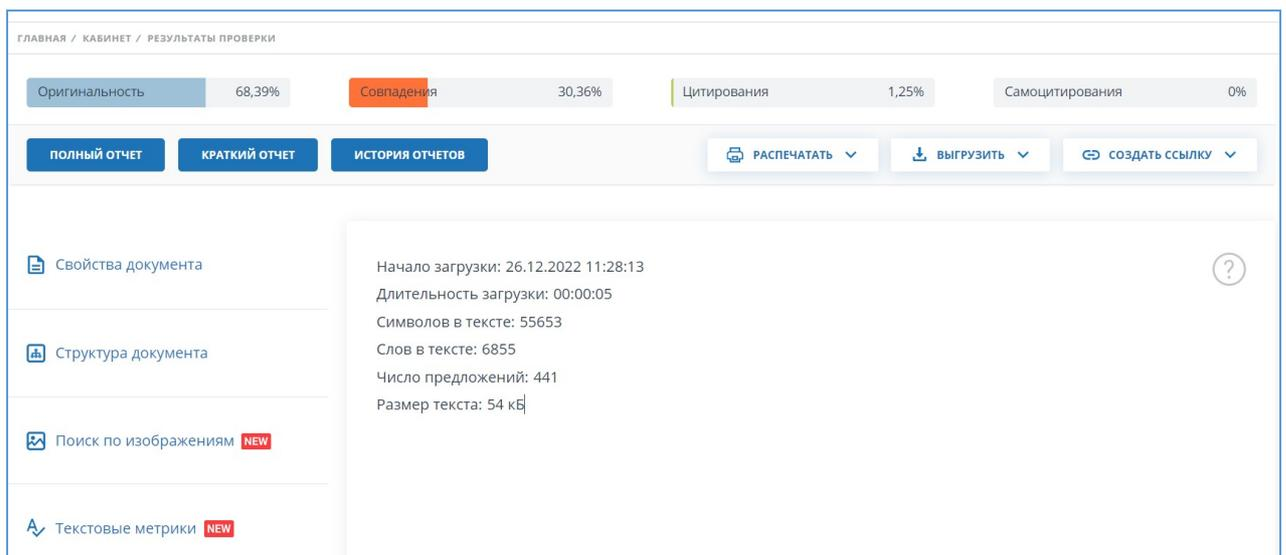 ГЛАВНАЯ / КАБИНЕТ / РЕЗУЛЬТАТЫ ПРОВЕРКИ
Оригинальность 68,39% Совпадения 30,36% Цитирования 1,25% Самоцитирования 0%
ПОЛНЫЙ ОТЧЕТ КРАТКИЙ ОТЧЕТ ИСТОРИЯ ОТЧЕТОВ РАСПЕЧАТАТЬ ВЫГРУЗИТЬ СОЗДАТЬ ССЫЛКУ
Свойства документа
Структура документа
Поиск по изображениям NEW
Текстовые метрики NEW
Начало загрузки: 26.12.2022 11:28:13
Длительность загрузки: 00:00:05
Символов в тексте: 55653
Слов в тексте: 6855
Число предложений: 441
Размер текста: 54 кБ
?